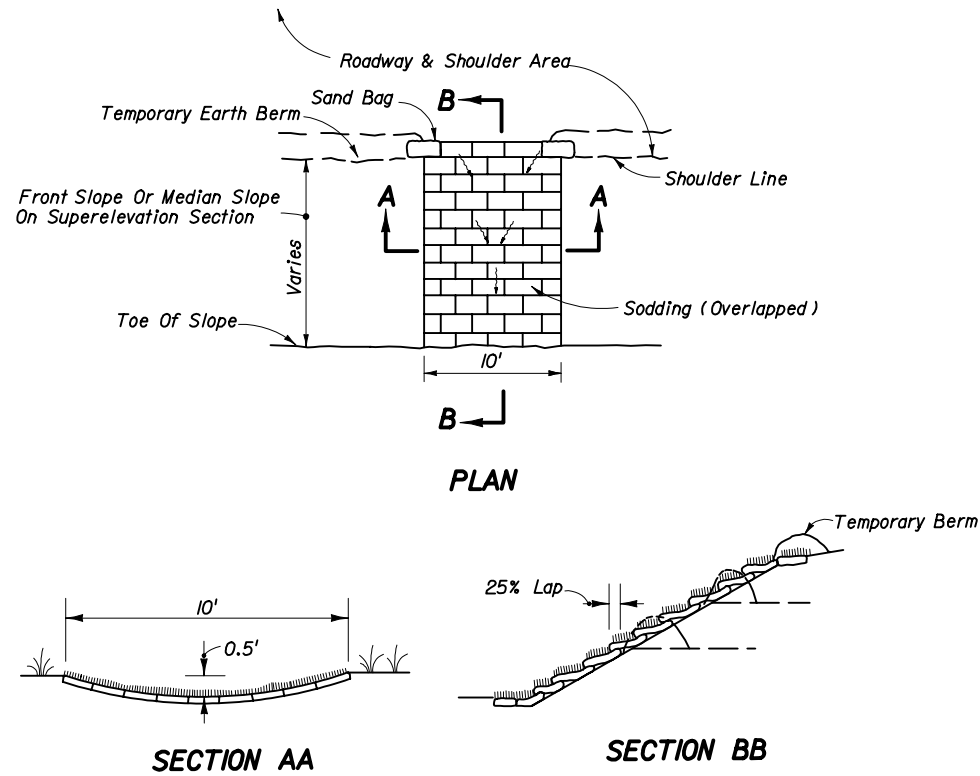 Roadway & Shoulder Area
Sand Bag
B
Temporary Earth Berm
Shoulder Line
A
A
Front Slope Or Median Slope
On Superelevation Section
Varies
Sodding (Overlapped)
Toe Of Slope
10'
B
PLAN
Temporary Berm
25% Lap
10'
0.5'
SECTION AA
SECTION BB